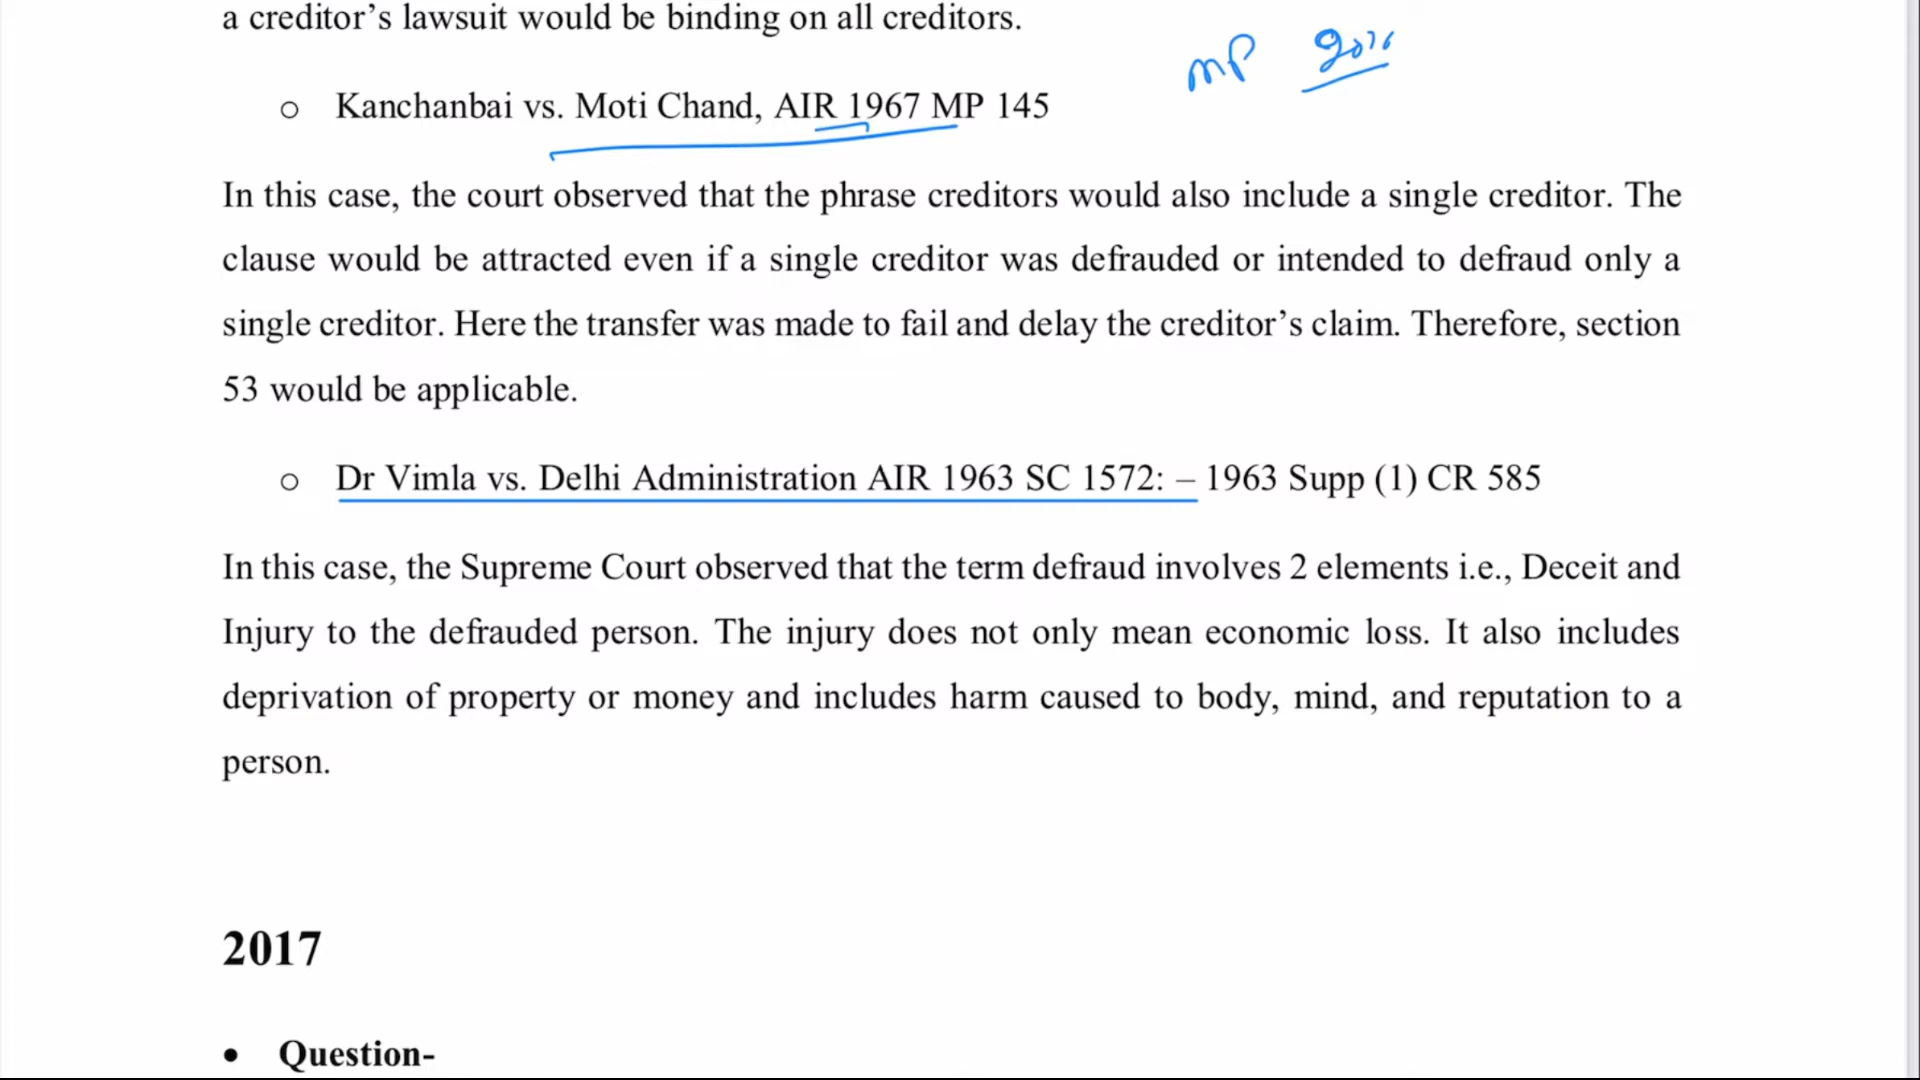 a creditor’s lawsuit would be binding on all creditors.
MP
o Kanchanbai vs. Moti Chand, AIR 1967 MP 145
In this case, the court observed that the phrase creditors would also include a single creditor. The
clause would be attracted even if a single creditor was defrauded or intended to defraud only a
single creditor. Here the transfer was made to fail and delay the creditor’s claim. Therefore, section
53 would be applicable.
o Dr Vimla vs. Delhi Administration AIR 1963 SC 1572: – 1963 Supp (1) CR 585
In this case, the Supreme Court observed that the term defraud involves 2 elements i.e., Deceit and
Injury to the defrauded person. The injury does not only mean economic loss. It also includes
deprivation of property or money and includes harm caused to body, mind, and reputation to a
person.
2017
• Question-